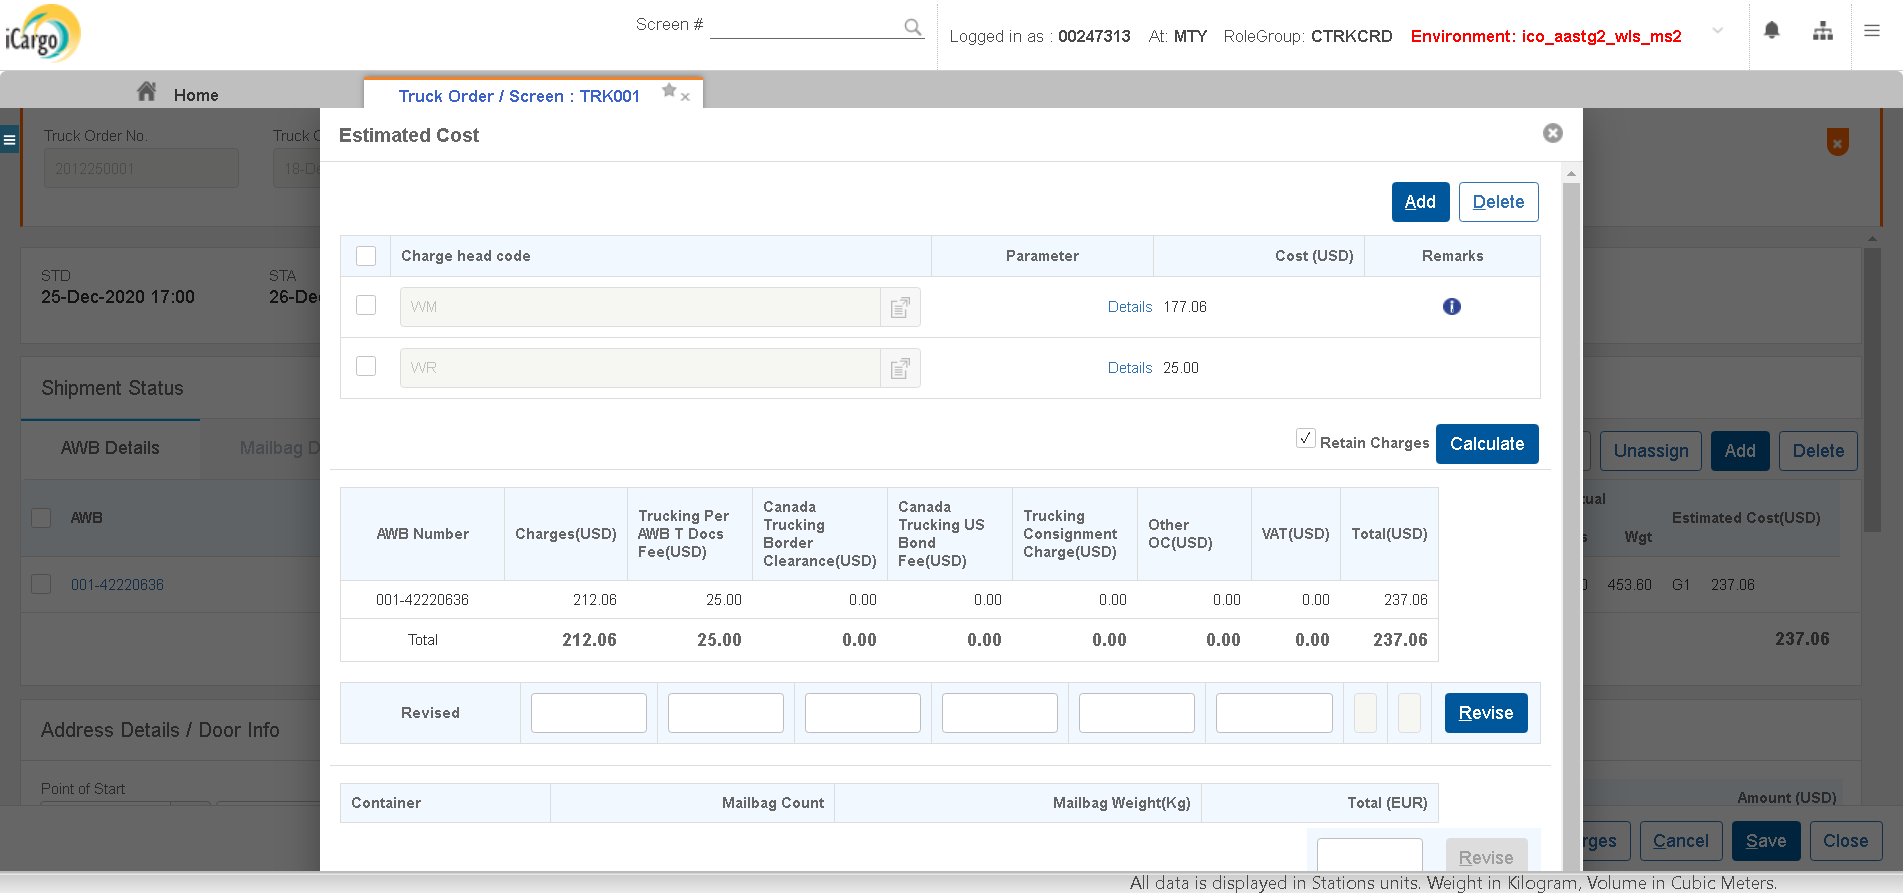 iCargo
Screen #
Logged in as : 00247313 At: MTY RoleGroup: CTRKCRD Environment: ico_aastg2_wls_ms2
Home
Truck Order / Screen : TRK001
Truck Order No.
Truck O
2012250001
18-De
Estimated Cost
Add Delete
Charge head code Parameter Cost (USD) Remarks
WM Details 177.06
WR Details 25.00
STD STA
25-Dec-2020 17:00 26-Dec
Shipment Status
AWB Details Mailbag D
Retain Charges Calculate
Unassign Add Delete
AWB
AWB Number
Charges(USD)
Trucking Per
AWB T Docs
Fee(USD)
Canada
Trucking
Border
Clearance(USD)
Canada
Trucking US
Bond
Fee(USD)
Trucking
Consignment
Charge(USD)
Other
OC(USD)
VAT(USD)
Total(USD)
tual
Wgt
Estimated Cost(USD)
001-42220636
001-42220636 212.06 25.00 0.00 0.00 0.00 0.00 0.00 237.06
453.60 G1 237.06
Total 212.06 25.00 0.00 0.00 0.00 0.00 0.00 237.06
237.06
Revised Revise
Address Details / Door Info
Point of Start
Container Mailbag Count Mailbag Weight(Kg) Total (EUR)
Amount (USD)
Revise
rges Cancel Save Close
All data is displayed in Stations units. Weight in Kilogram, Volume in Cubic Meters.